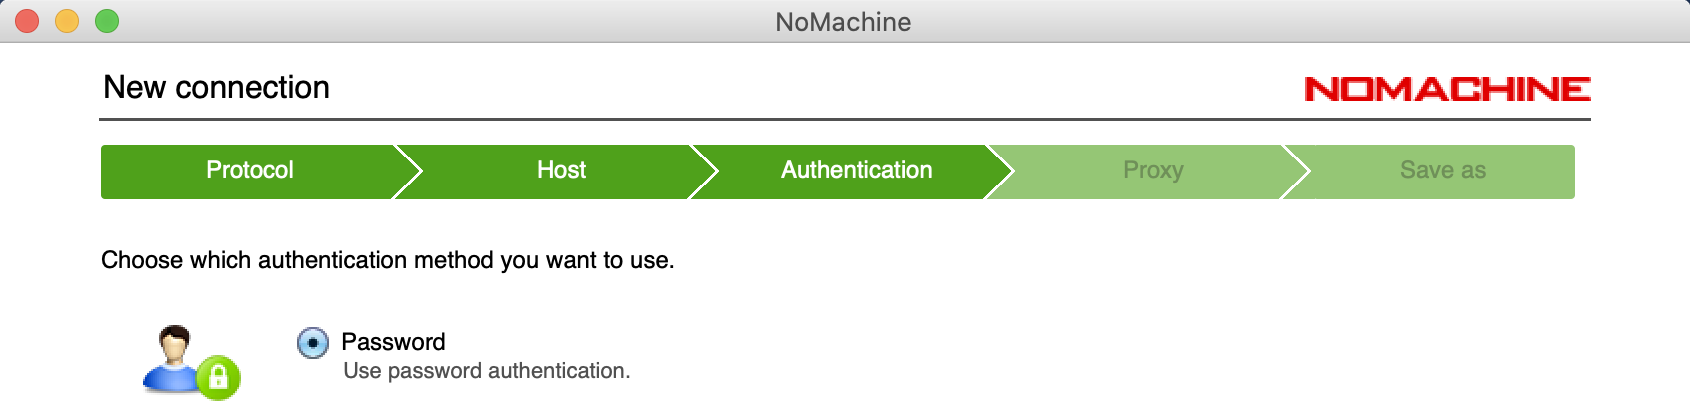 NoMachine
New connection
NOMACHINE
Protocol
Host
Authentication
Proxy
Save as
Choose which authentication method you want to use.
Password
Use password authentication.